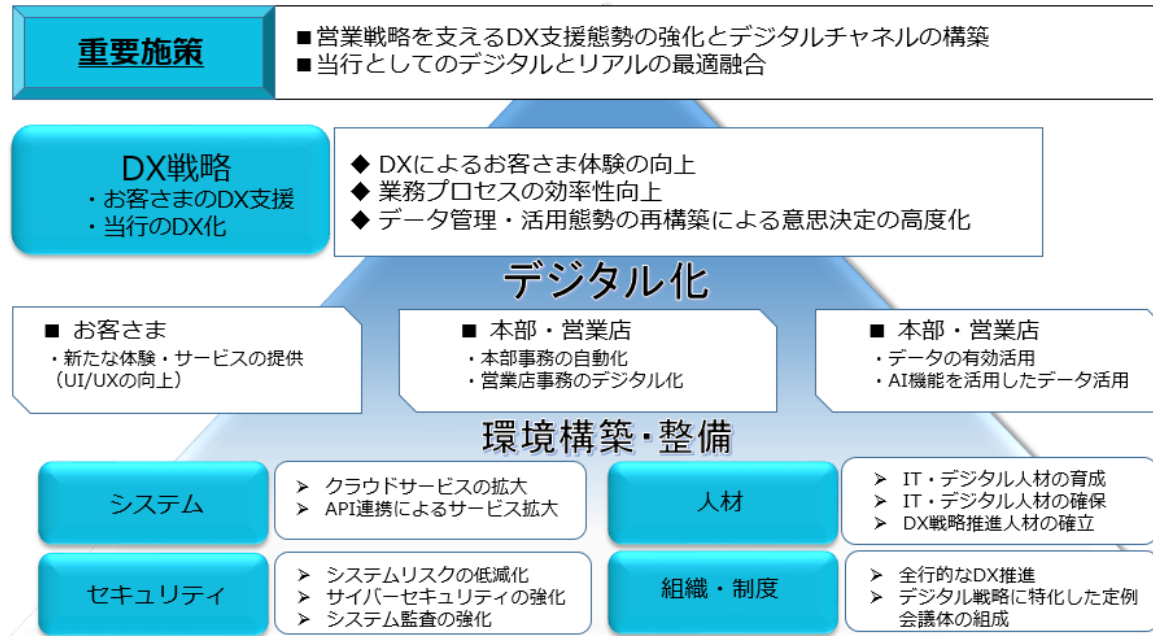 重要施策
■営業戦略を支えるDX支援態勢の強化とデジタルチャネルの構築
■当行としてのデジタルとリアルの最適融合
DX戦略
・お客さまのDX支援
・当行のDX化
◆ DXによるお客さま体験の向上
◆ 業務プロセスの効率性向上
◆ データ管理・活用態勢の再構築による意思決定の高度化
デジタル化
■ お客さま
・新たな体験・サービスの提供
（UI/UXの向上）
■ 本部・営業店
・本部事務の自動化
・営業店事務のデジタル化
■ 本部・営業店
・データの有効活用
・AI機能を活用したデータ活用
環境構築・整備
システム
➢ クラウドサービスの拡大
➢ API連携によるサービス拡大
人材
➢ IT・デジタル人材の育成
➢ IT・デジタル人材の確保
➢ DX戦略推進人材の確立
セキュリティ
➢ システムリスクの低減化
➢ サイバーセキュリティの強化
➢ システム監査の強化
組織・制度
➢ 全行的なDX推進
➢ デジタル戦略に特化した定例
会議体の組成